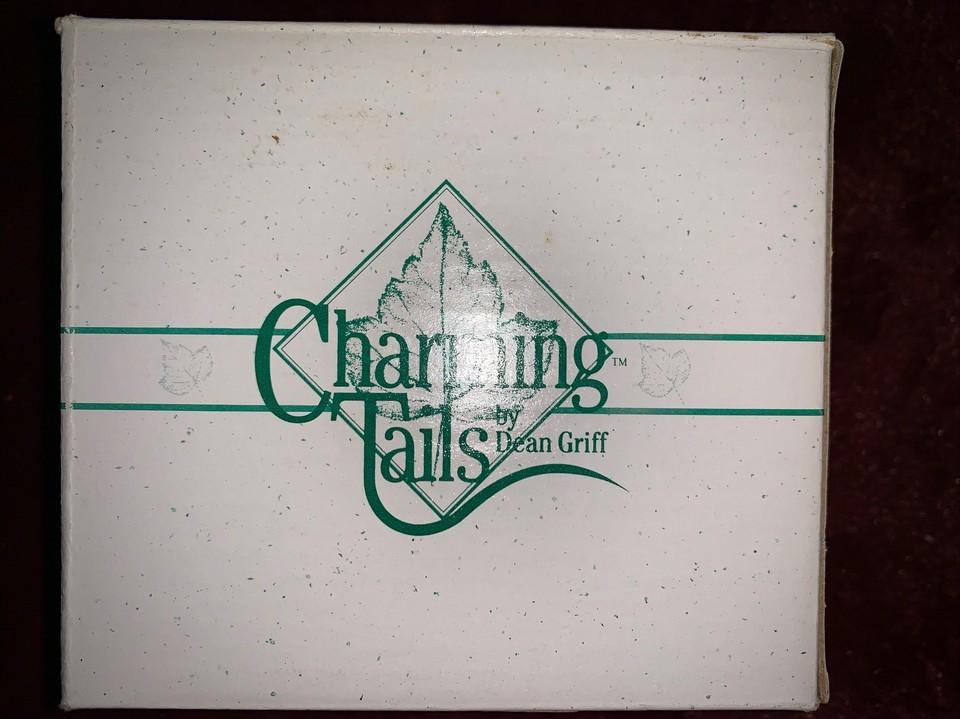 Charming™
Tails
by
Dean Griff